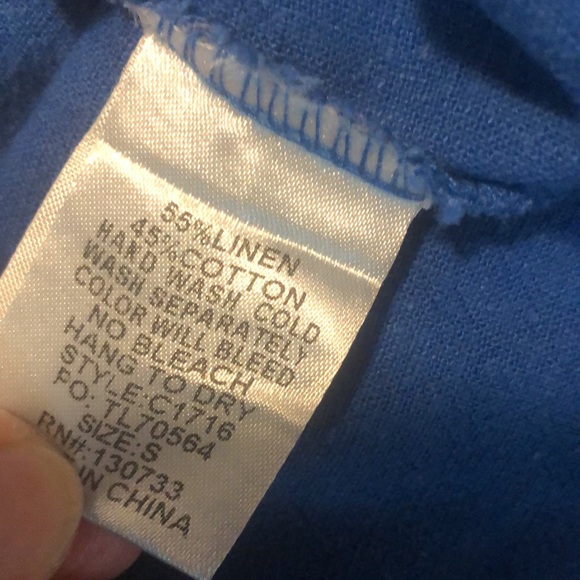 55%LINEN
45%COTTON
HAND WASH COLD
WASH SEPARATELY
COLOR WILL BLEED
NO BLEACH
HANG TO DRY
STYLE:C1716
PO: TL70564
SIZE:S
RN#:130733
IN CHINA